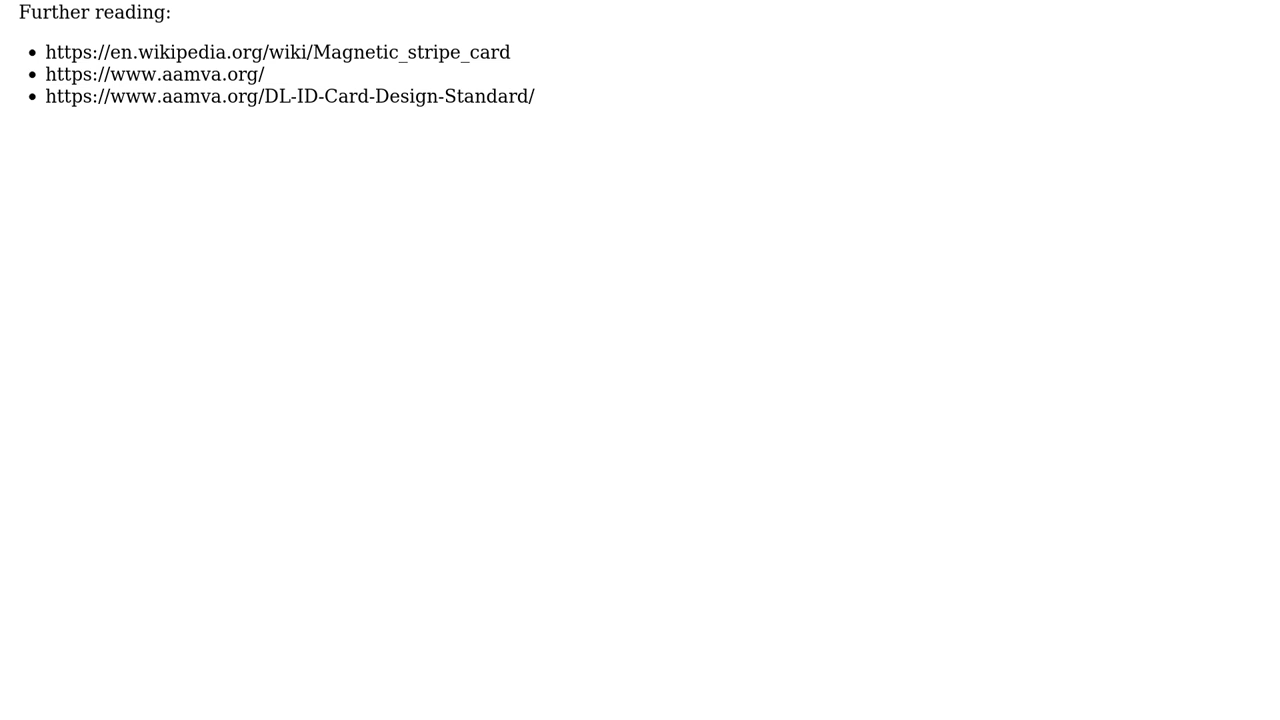 Further reading:
• https://en.wikipedia.org/wiki/Magnetic_stripe_card
• https://www.aamva.org/
• https://www.aamva.org/DL-ID-Card-Design-Standard/